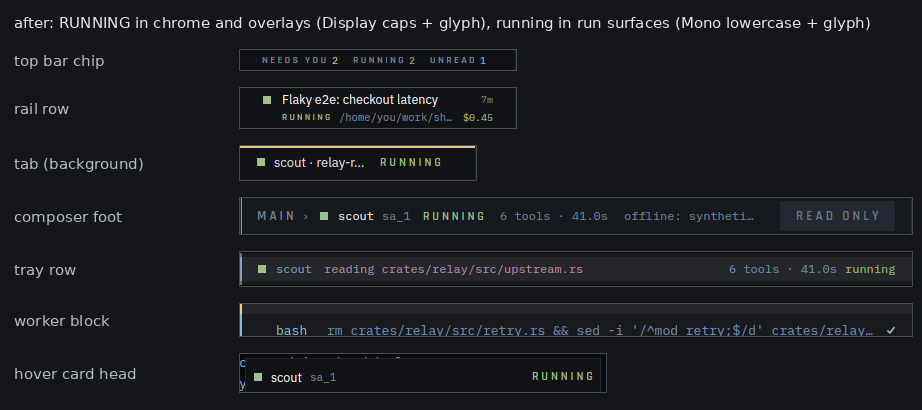 after: RUNNING in chrome and overlays (Display caps + glyph), running in run surfaces (Mono lowercase + glyph)
top bar chip NEEDS YOU 2 RUNNING 2 UNREAD 1
Flaky e2e: checkout latency 7m
rail row
RUNNING /home/you/work/sh… $0.45
tab (background) scout · relay-r… RUNNING
composer foot MAIN › scout sa_1 RUNNING 6 tools · 41.0s offline: syntheti… READ ONLY
tray row scout reading crates/relay/src/upstream.rs 6 tools · 41.0s running
worker block bash rm crates/relay/src/retry.rs && sed -i '/^mod retry;$/d' crates/relay… ✓
hover card head scout sa_1 RUNNING